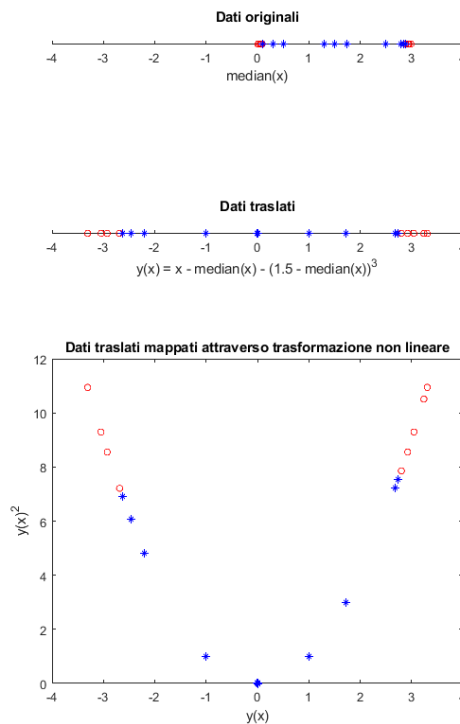 Dati originali
-4 -3 -2 -1 0 1 2 3 4
median(x)
Dati traslati
-4 -3 -2 -1 0 1 2 3 4
y(x) = x - median(x) - (1.5 - median(x))^3
Dati traslati mappati attraverso trasformazione non lineare
12
10
8
6
4
2
0
y(x)^2
-4 -3 -2 -1 0 1 2 3 4
y(x)